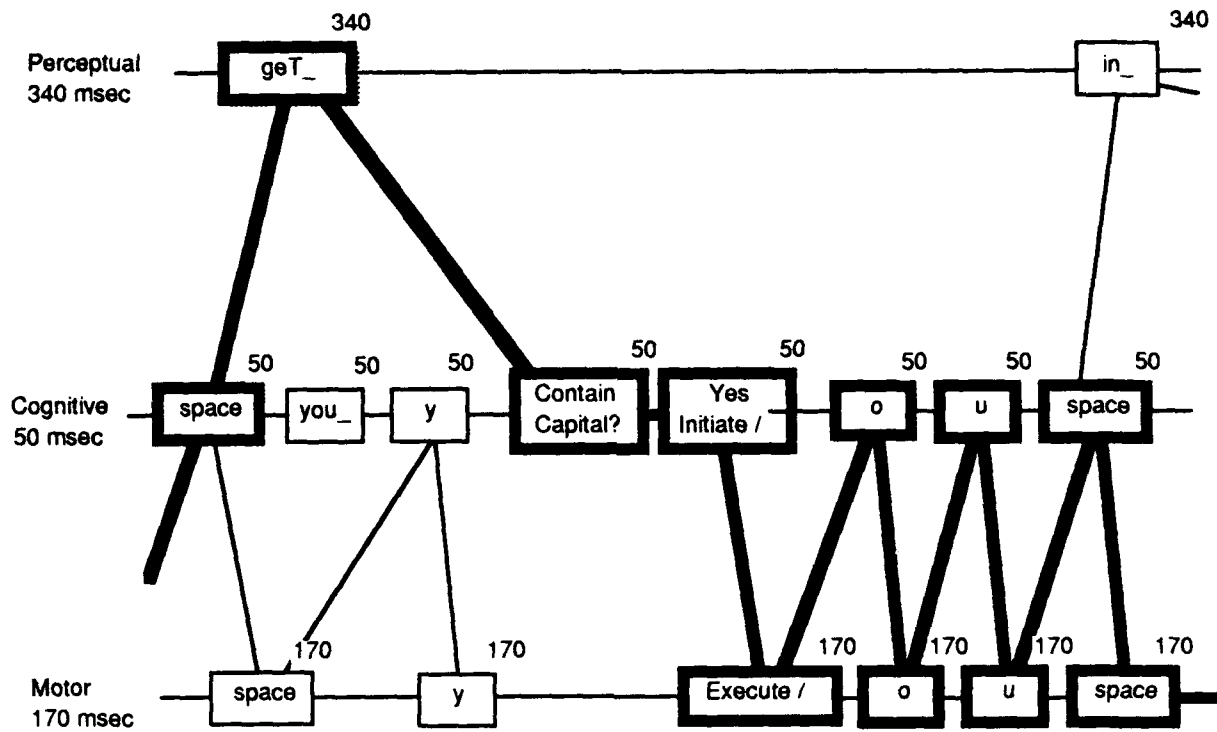 340
340
Perceptual
340 msec
geT_
in_
50
50
50
50
50
50
50
50
Cognitive
50 msec
space
you_
y
Contain
Capital?
Yes
Initiate /
o
u
space
170
170
170
170
170
170
Motor
170 msec
space
y
Execute /
o
u
space